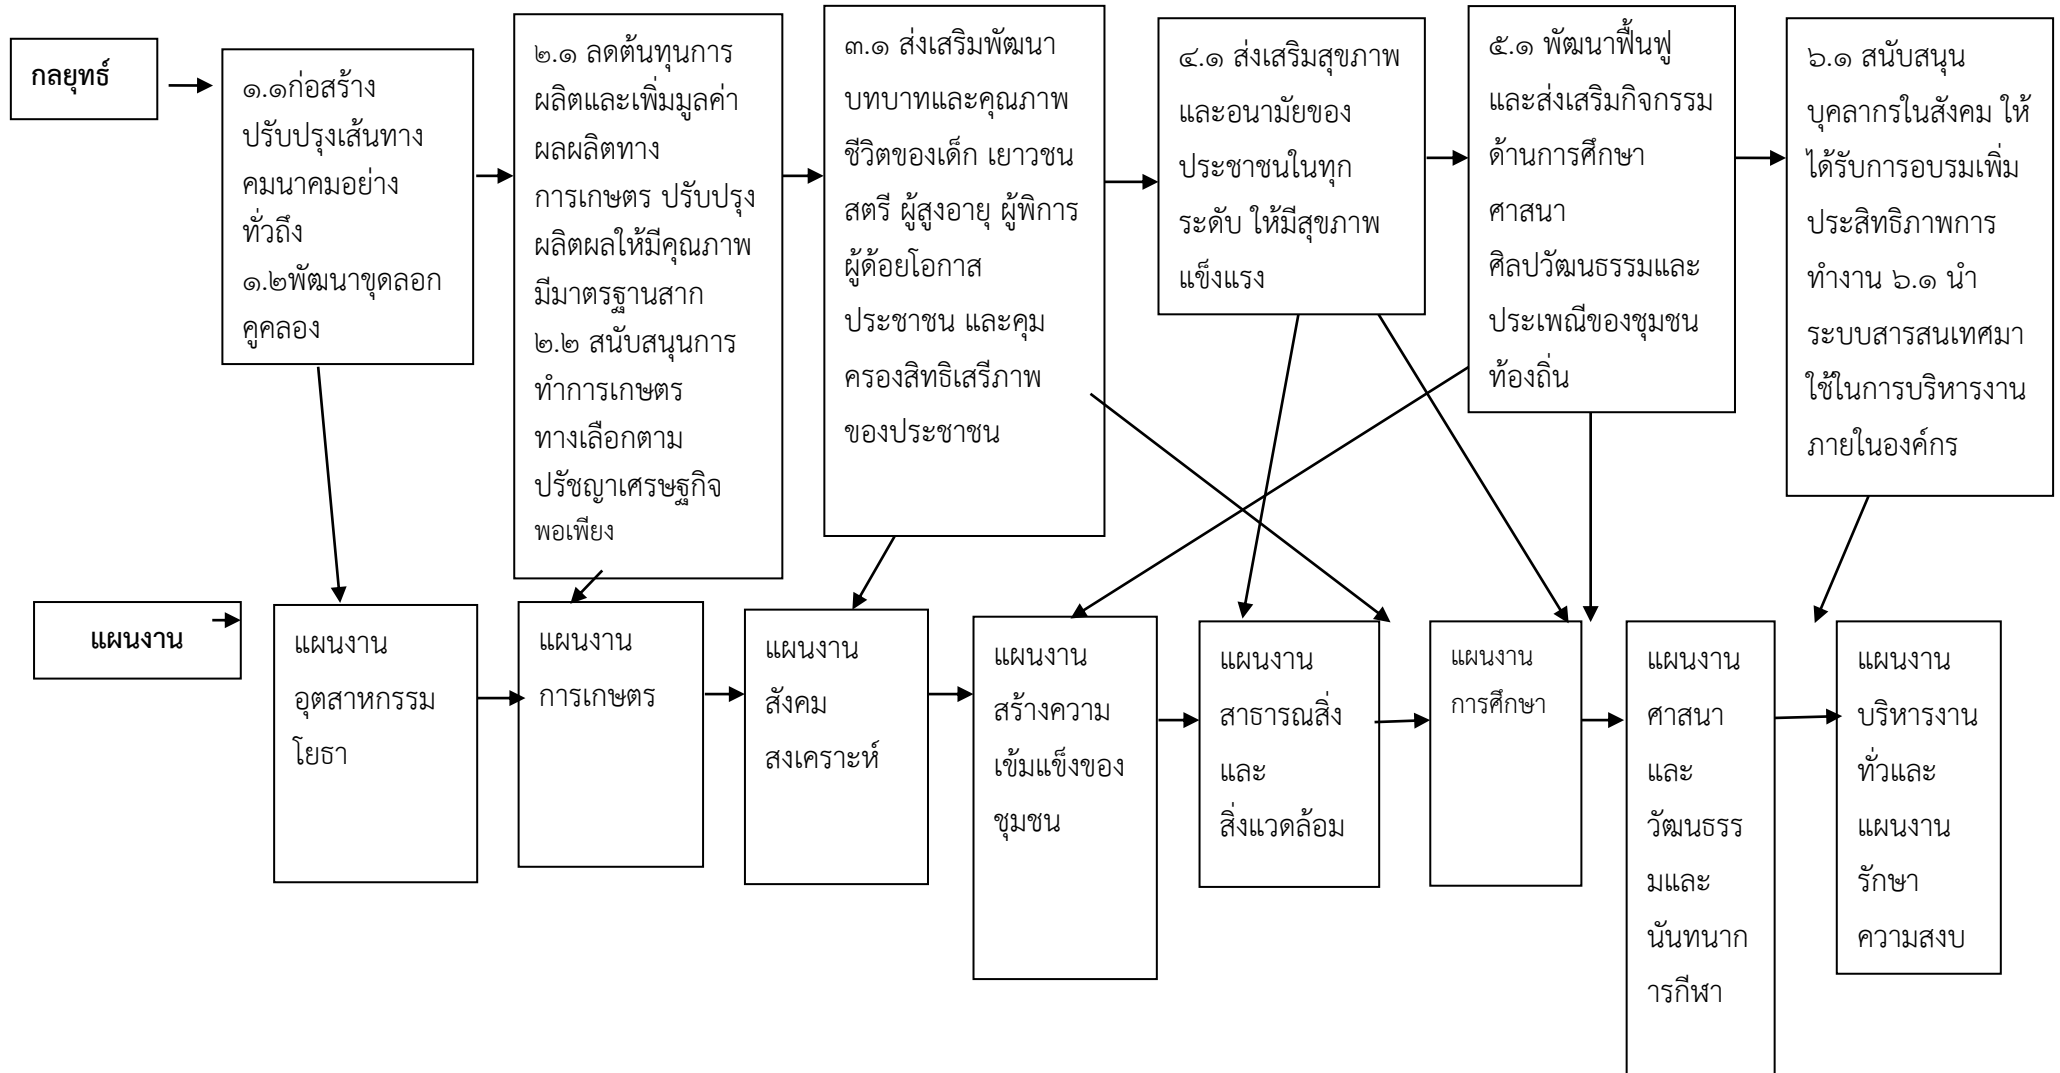 กลยุทธ์
๑.๑ก่อสร้าง
ปรับปรุงเส้นทาง
คมนาคมอย่าง
ทั่วถึง
๑.๒พัฒนาขุดลอก
คูคลอง
๒.๑ ลดต้นทุนการ
ผลิตและเพิ่มมูลค่า
ผลผลิตทาง
การเกษตร ปรับปรุง
ผลิตผลให้มีคุณภาพ
มีมาตรฐานสาก
๒.๒ สนับสนุนการ
ทำการเกษตร
ทางเลือกตาม
ปรัชญาเศรษฐกิจ
พอเพียง
๓.๑ ส่งเสริมพัฒนา
บทบาทและคุณภาพ
ชีวิตของเด็ก เยาวชน
สตรี ผู้สูงอายุ ผู้พิการ
ผู้ด้อยโอกาส
ประชาชน และคุม
ครองสิทธิเสรีภาพ
ของประชาชน
๔.๑ ส่งเสริมสุขภาพ
และอนามัยของ
ประชาชนในทุก
ระดับ ให้มีสุขภาพ
แข็งแรง
๕.๑ พัฒนาฟื้นฟู
และส่งเสริมกิจกรรม
ด้านการศึกษา
ศาสนา
ศิลปวัฒนธรรมและ
ประเพณีของชุมชน
ท้องถิ่น
๖.๑ สนับสนุน
บุคลากรในสังคม ให้
ได้รับการอบรมเพิ่ม
ประสิทธิภาพการ
ทำงาน ๖.๑ นำ
ระบบสารสนเทศมา
ใช้ในการบริหารงาน
ภายในองค์กร
แผนงาน
แผนงาน
อุตสาหกรรม
โยธา
แผนงาน
การเกษตร
แผนงาน
สังคม
สงเคราะห์
แผนงาน
สร้างความ
เข้มแข็งของ
ชุมชน
แผนงาน
สาธารณสิ่ง
และ
สิ่งแวดล้อม
แผนงาน
การศึกษา
แผนงาน
ศาสนา
และ
วัฒนธรร
มและ
นันทนาก
ารกีฬา
แผนงาน
บริหารงาน
ทั่วและ
แผนงาน
รักษา
ความสงบ